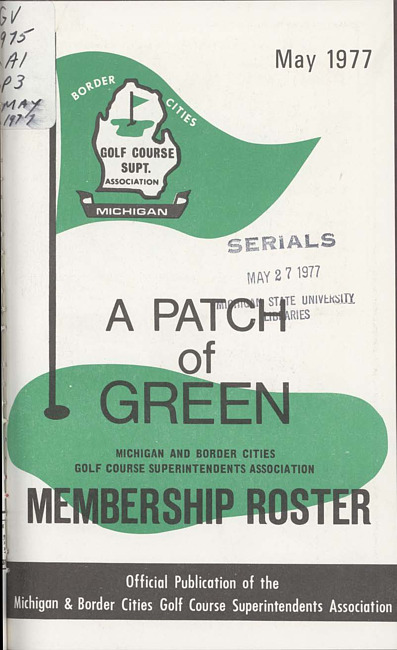 GV
975
A1
P3
MAY
1977
May 1977
BORDER CITIES
GOLF COURSE
SUPT.
ASSOCIATION
MICHIGAN
SERIALS
MAY 27 1977
MICHIGAN STATE UNIVERSITY
LIBRARIES
A PATCH
of
GREEN
MICHIGAN AND BORDER CITIES
GOLF COURSE SUPERINTENDENTS ASSOCIATION
MEMBERSHIP ROSTER
Official Publication of the
Michigan & Border Cities Golf Course Superintendents Association